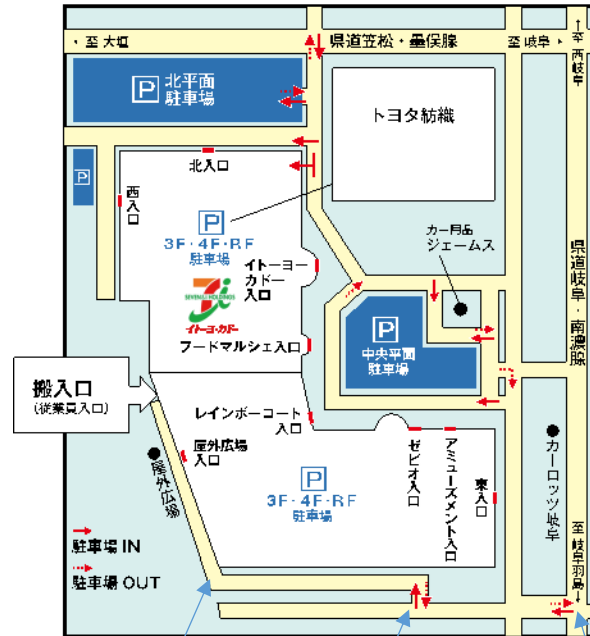 ← 至 大垣
県道笠松・墨俣腺
至 岐阜 →
←至 西岐阜
P 北平面
駐車場
トヨタ紡織
P
北入口
西入口
P
3F・4F・RF
駐車場
イトーヨー
カドー
入口
カー用品
ジェームス
県道岐阜・南濃腺
SEVEN&i HOLDINGS
イトーヨーカドー
フードマルシェ入口
P
中央平面
駐車場
搬入口
(従業員入口)
レインボーコート
入口
屋外広場
入口
屋外広場
ゼビオ入口
アミューズメント入口
東入口
カーロッツ岐阜
P
3F・4F・RF
駐車場
駐車場 IN
駐車場 OUT
至 岐阜羽島→